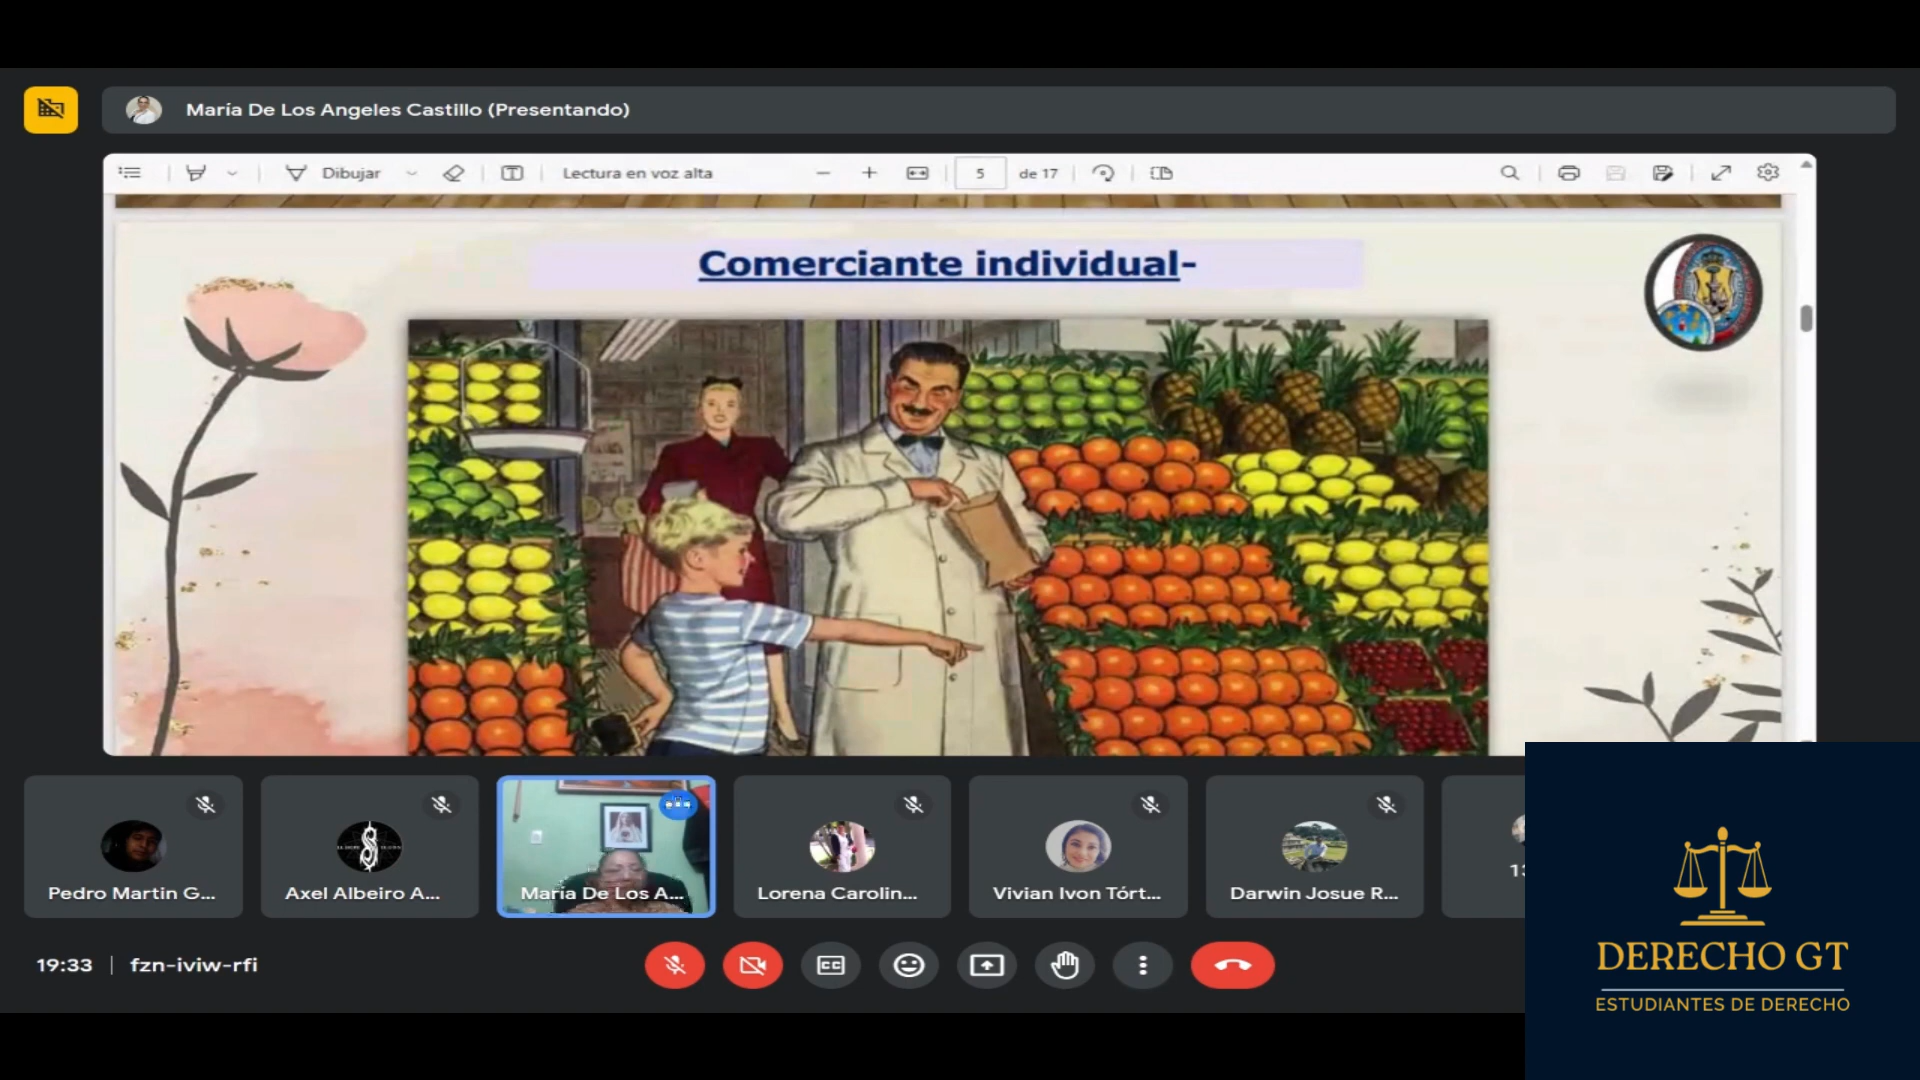 María De Los Angeles Castillo (Presentando)
Dibujar
Lectura en voz alta
5
de 17
Comerciante individual-
Pedro Martin G...
Axel Albeiro A...
María De Los A...
Lorena Carolin...
Vivian Ivon Tórt...
Darwin Josue R...
19:33 | fzn-iviw-rfi
DERECHO GT
ESTUDIANTES DE DERECHO